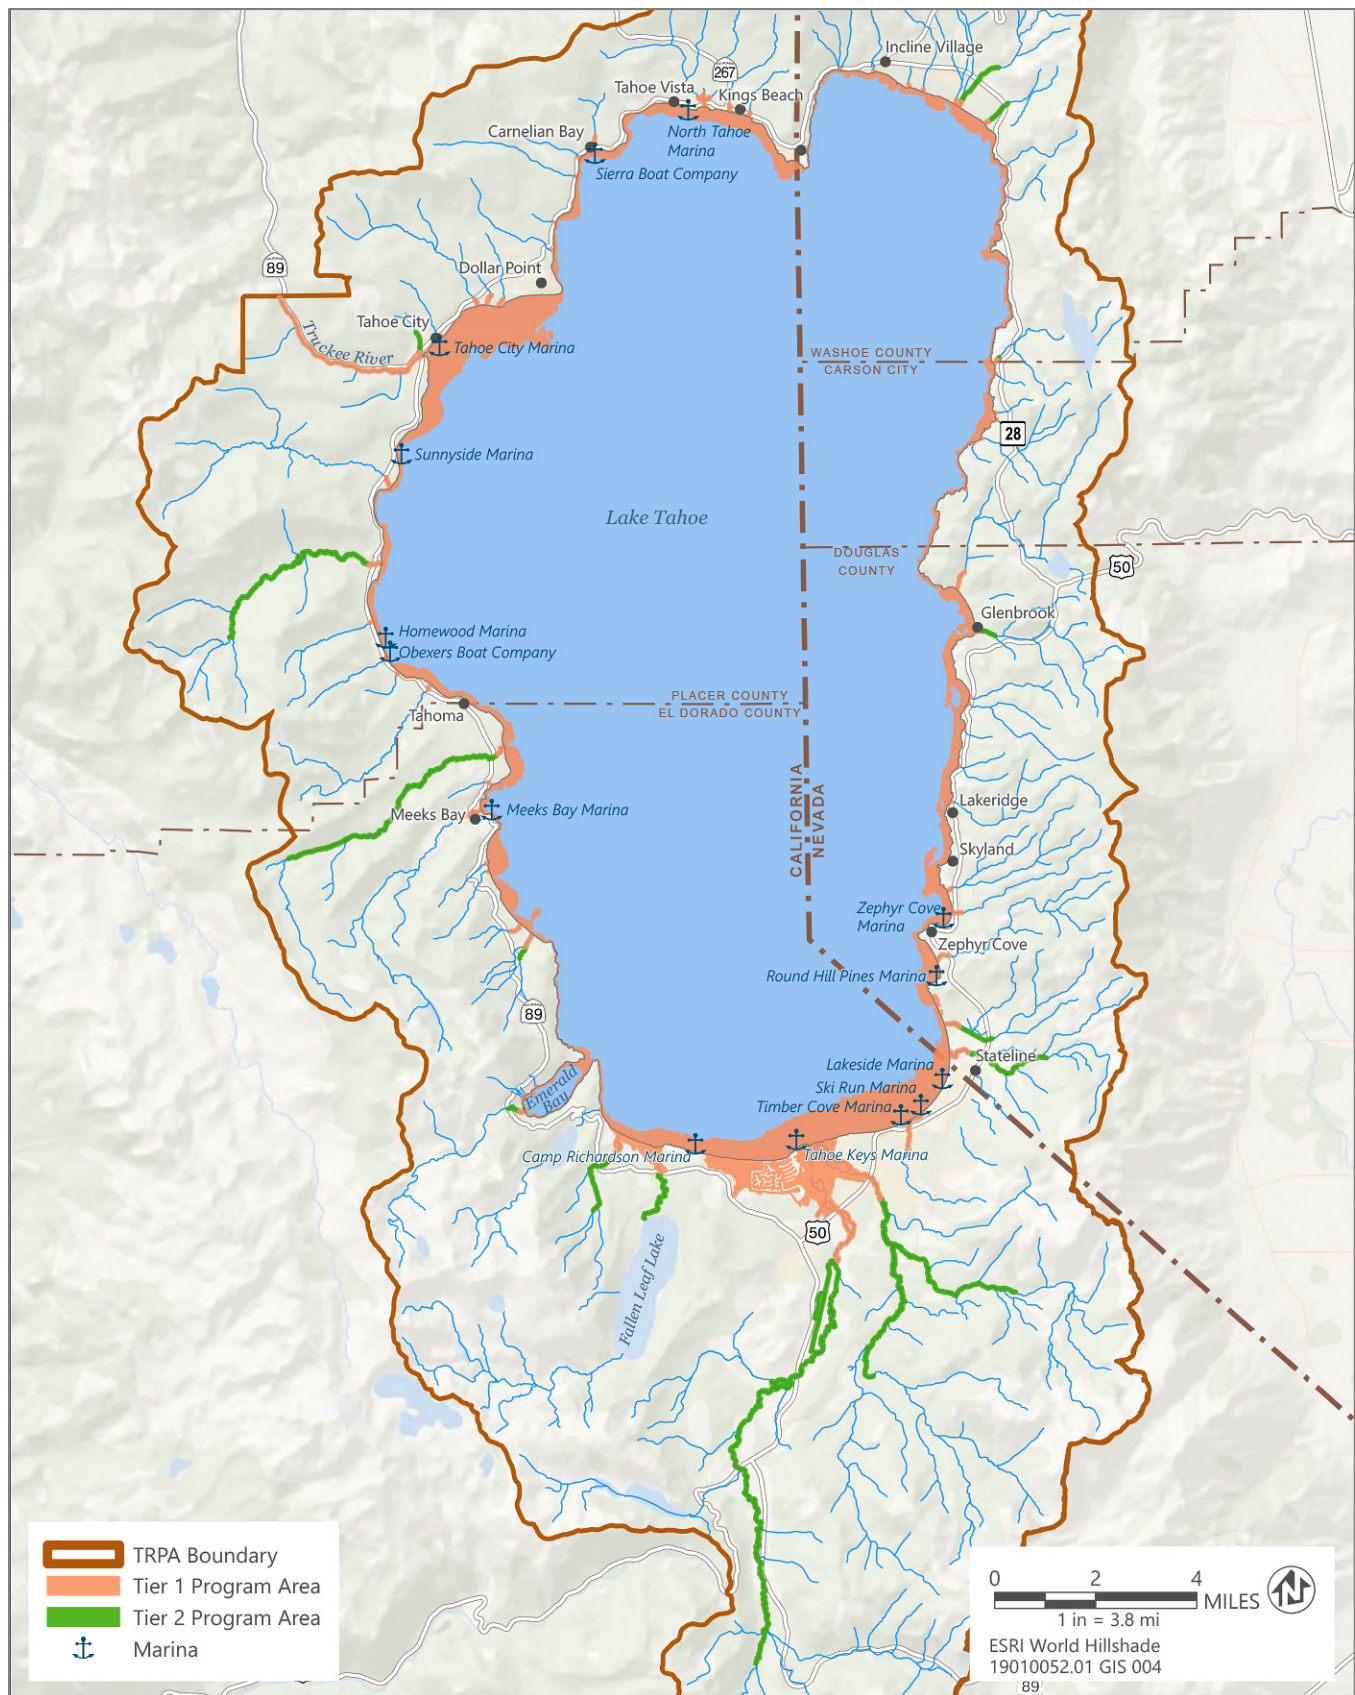 Incline Village
267
Tahoe Vista
Kings Beach
Carnelian Bay
North Tahoe
Marina
Sierra Boat Company
89
Dollar Point
Tahoe City
Truckee River
Tahoe City Marina
WASHOE COUNTY
CARSON CITY
28
Sunnyside Marina
Lake Tahoe
DOUGLAS
COUNTY
50
Glenbrook
Homewood Marina
Obexers Boat Company
PLACER COUNTY
EL DORADO COUNTY
Tahoma
CALIFORNIA
NEVADA
Lakeridge
Meeks Bay Marina
Meeks Bay
Skyland
Zephyr Cove
Marina
Zephyr Cove
Round Hill Pines Marina
89
Stateline
Lakeside Marina
Ski Run Marina
Timber Cove Marina
Emerald
Bay
Camp Richardson Marina
Tahoe Keys Marina
50
Fallen Leaf Lake
TRPA Boundary
Tier 1 Program Area
Tier 2 Program Area
Marina
0 2 4
MILES
1 in = 3.8 mi
ESRI World Hillshade
19010052.01 GIS 004
89